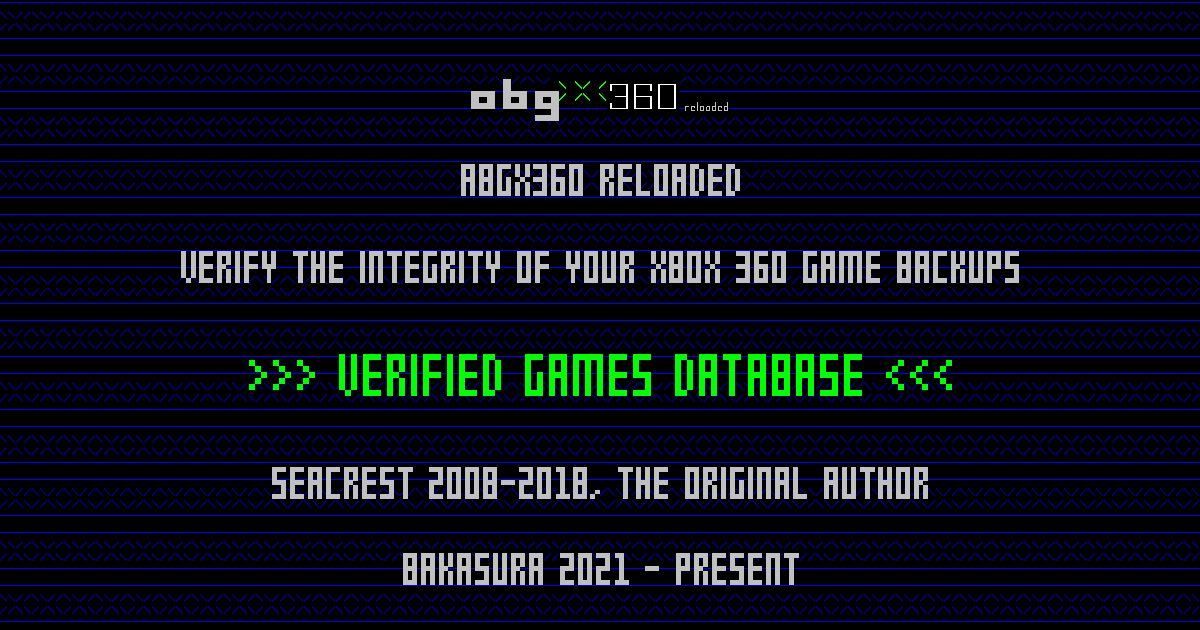 abgx360 reloaded
ABGX360 RELOADED
VERIFY THE INTEGRITY OF YOUR XBOX 360 GAME BACKUPS
>>> VERIFIED GAMES DATABASE <<<
SEACREST 2008-2018, THE ORIGINAL AUTHOR
BAKASURA 2021 - PRESENT